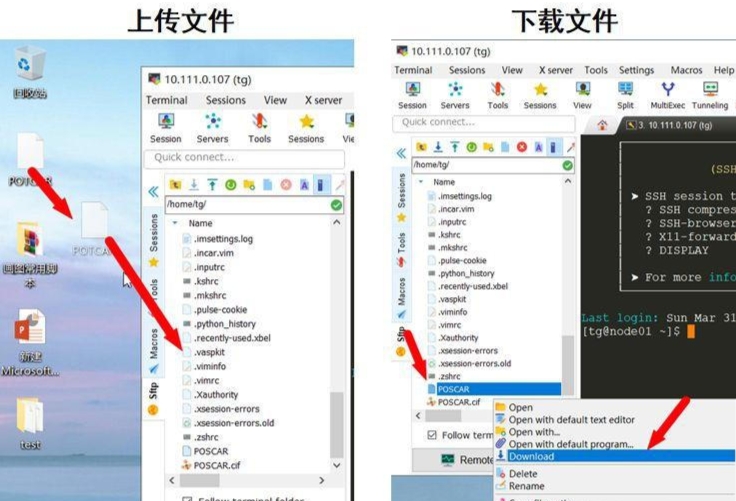 上传文件
回收站
POTCAR
POTCAR
画图常用脚
本
新建
Microsoft...
test
10.111.0.107 (tg)
Terminal Sessions View X server
Session Servers Tools Sessions
Quick connect...
/home/tg/
Sessions
Tools
Macros
Sftp
Name
.imsettings.log
.incar.vim
.inputrc
.kshrc
.mkshrc
.pulse-cookie
.python_history
.recently-used.xbel
.vaspkit
.viminfo
.vimrc
.Xauthority
.xsession-errors
.xsession-errors.old
.zshrc
POSCAR
POSCAR.cif
下载文件
10.111.0.107 (tg)
Terminal Sessions View X server Tools Settings Macros Help
Session Servers Tools Sessions View Split MultiExec Tunneling
Quick connect...
3. 10.111.0.107 (tg)
/home/tg/
Sessions
Tools
Macros
Sftp
Name
.imsettings.log
.incar.vim
.inputrc
.kshrc
.mkshrc
.pulse-cookie
.python_history
.recently-used.xbel
.vaspkit
.viminfo
.vimrc
.Xauthority
.xsession-errors
.xsession-errors.old
.zshrc
POSCAR
POSCAR.cif
Follow term
Remote
(SSH
➤ SSH session t
? SSH compres
? SSH-browser
? X11-forward
? DISPLAY
➤ For more info
Last login: Sun Mar 31
[tg@node01 ~]$
Open
Open with default text editor
Open with...
Open with default program...
Download
Delete
Rename